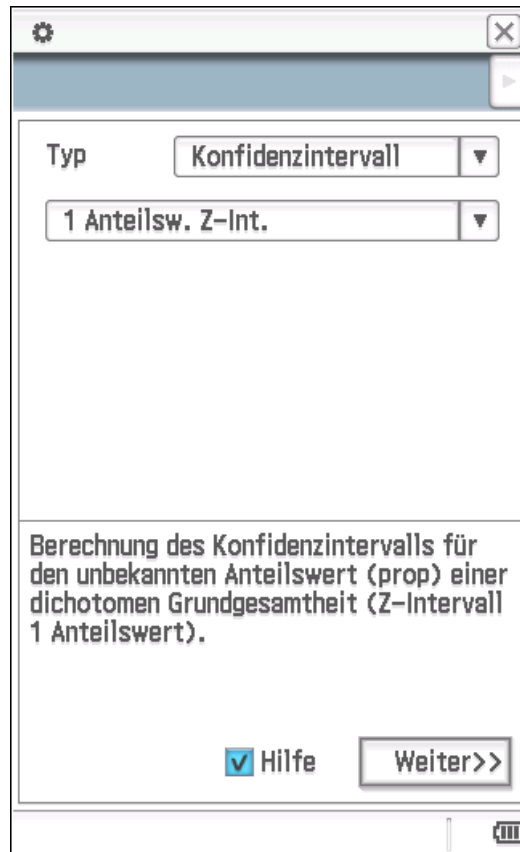 Typ Konfidenzintervall
1 Anteilsw. Z-Int.
Berechnung des Konfidenzintervalls für
den unbekannten Anteilswert (prop) einer
dichotomen Grundgesamtheit (Z-Intervall
1 Anteilswert).
Hilfe Weiter>>